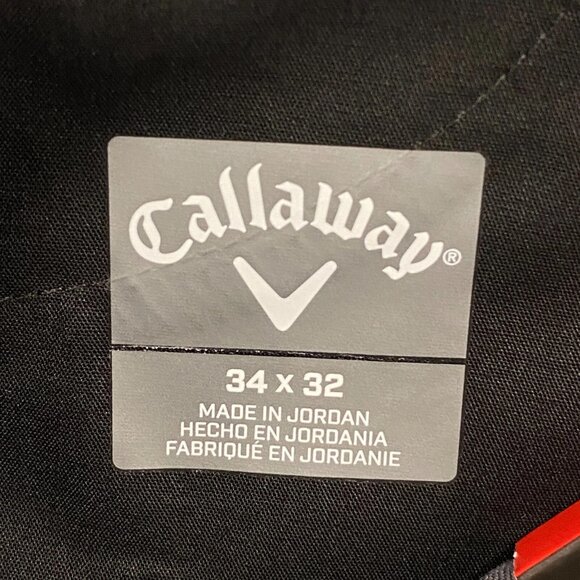 Callaway®
34 X 32
MADE IN JORDAN
HECHO EN JORDANIA
FABRIQUÉ EN JORDANIE